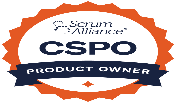 Scrum
Alliance®
CSPO
PRODUCT OWNER